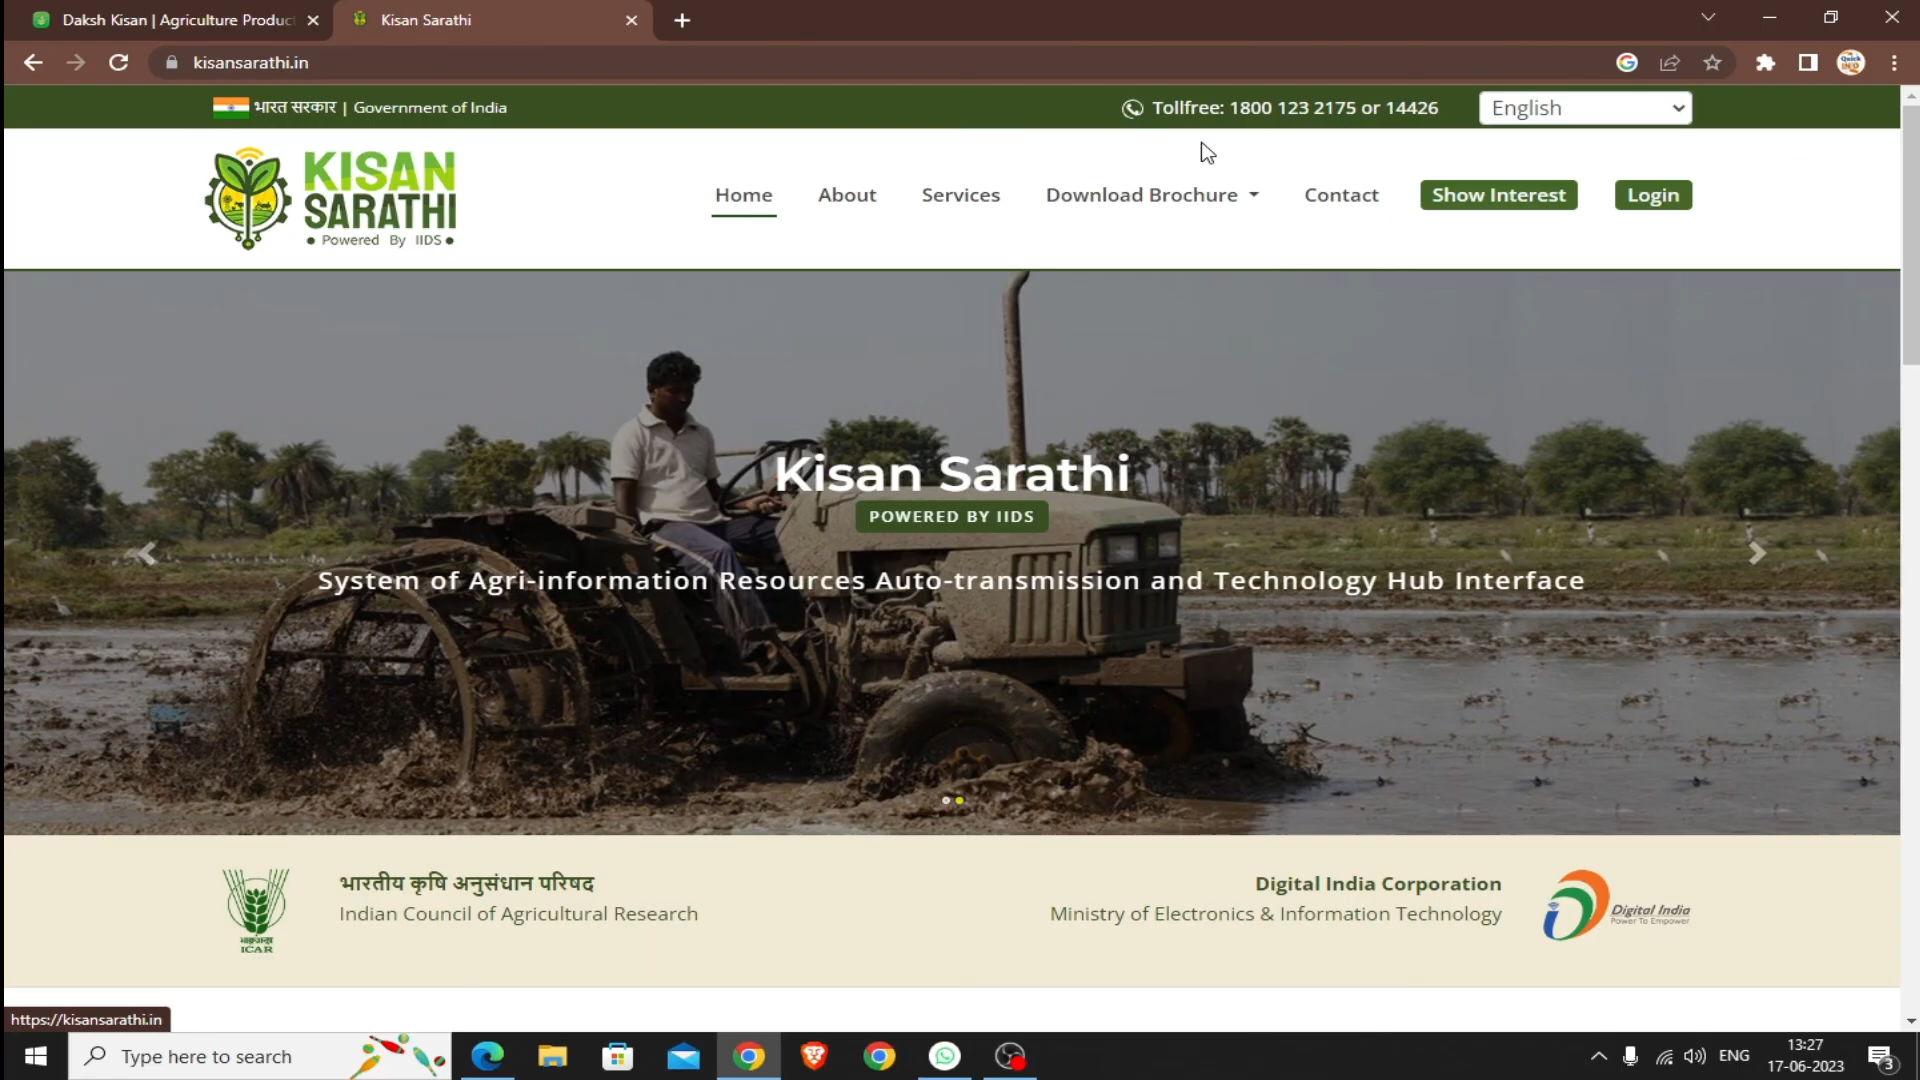 Daksh Kisan | Agriculture Produc
Kisan Sarathi
kisansarathi.in
भारत सरकार | Government of India
Tollfree: 1800 123 2175 or 14426
English
KISAN
SARATHI
• Powered By IIDS •
Home
About
Services
Download Brochure
Contact
Show Interest
Login
Kisan Sarathi
POWERED BY IIDS
System of Agri-information Resources Auto-transmission and Technology Hub Interface
भारतीय कृषि अनुसंधान परिषद
Indian Council of Agricultural Research
ICAR
Digital India Corporation
Ministry of Electronics & Information Technology
Digital India
Power To Empower
https://kisansarathi.in
Type here to search
ENG
13:27
17-06-2023
3